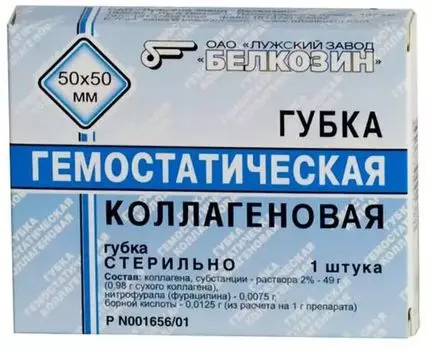 ОАО «ЛУЖСКИЙ ЗАВОД
"БЕЛКОЗИН"
50x50
ММ
ГУБКА
ГЕМОСТАТИЧЕСКАЯ
КОЛЛАГЕНОВАЯ
губка
СТЕРИЛЬНО 1 штука
Состав: коллагена, субстанции - раствора 2% - 49 г
(0,98 г сухого коллагена),
нитрофурала (фурацилина) - 0,0075 г,
борной кислоты - 0,0125 г (из расчета на 1 г препарата)
Р N001656/01